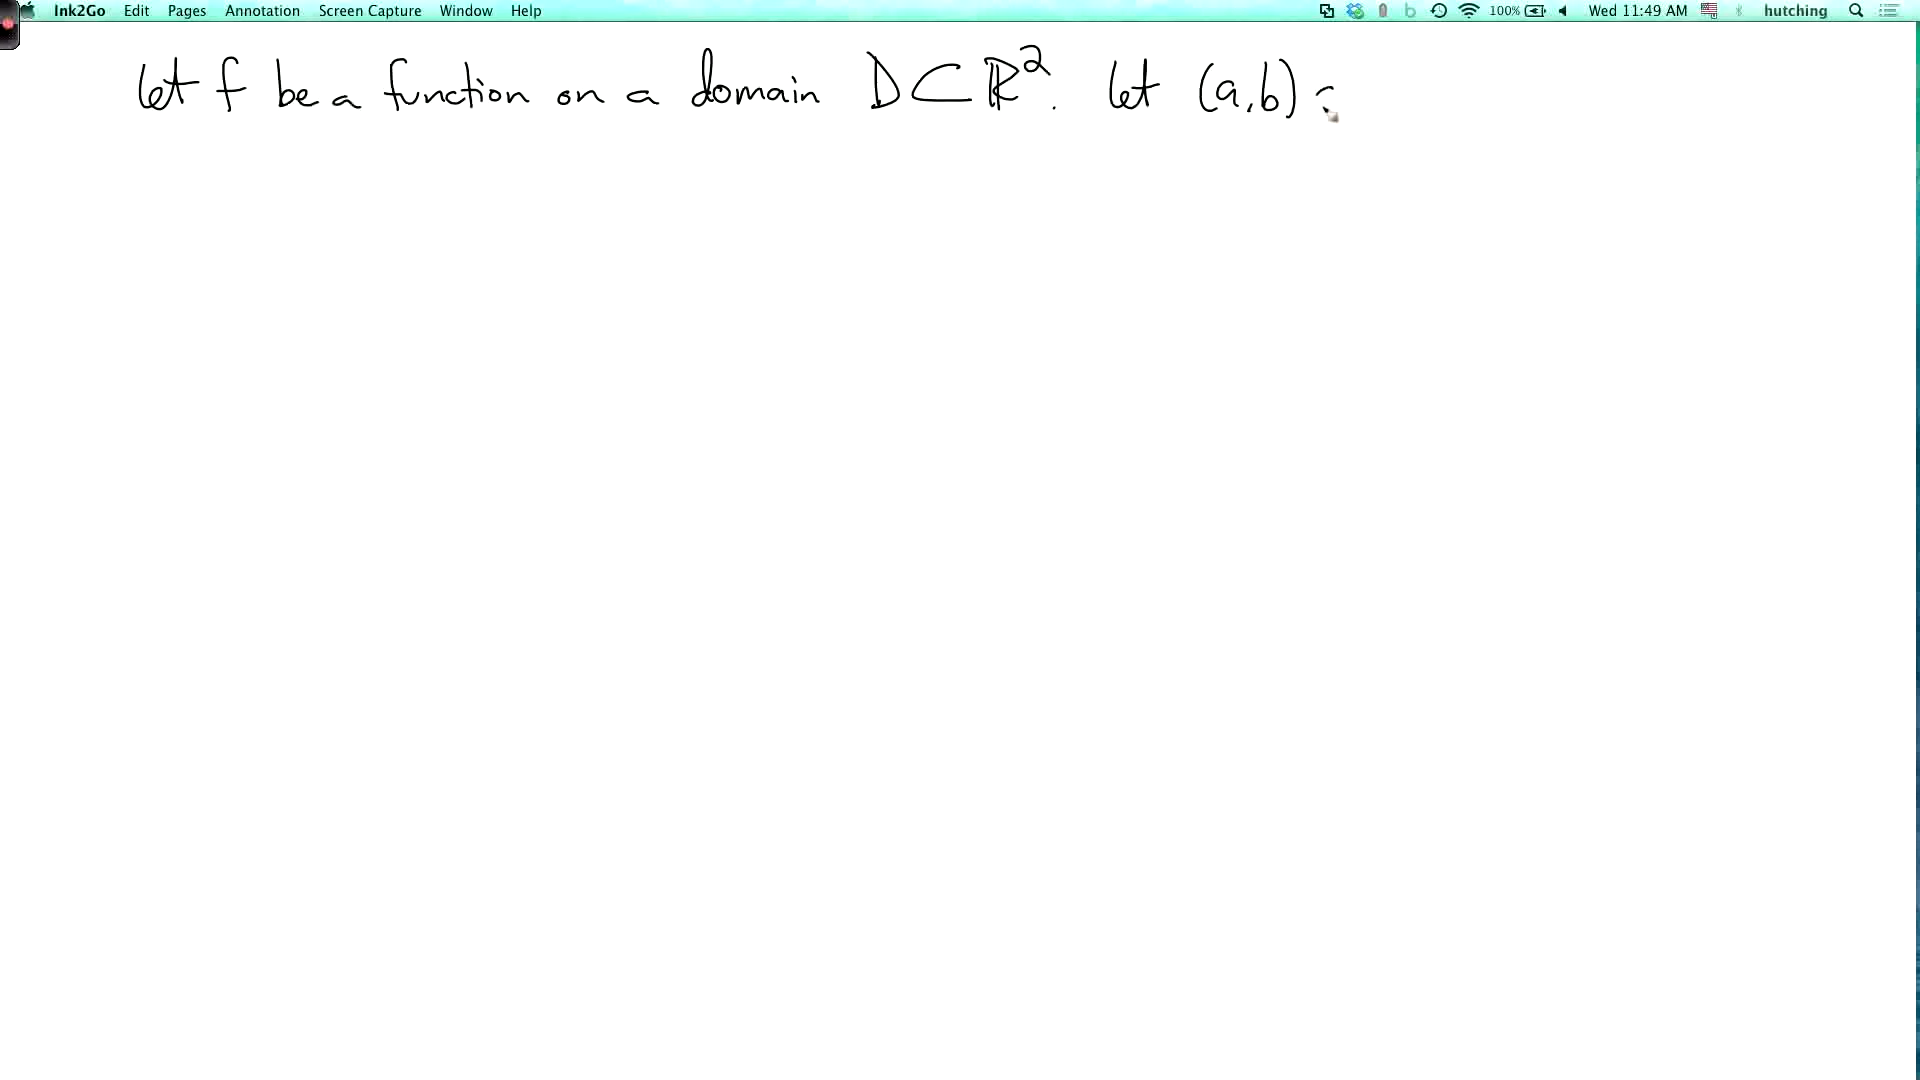 Ink2Go Edit Pages Annotation Screen Capture Window Help 100% Wed 11:49 AM hutching
let f be a function on a domain D⊂ℝ². let (a,b)